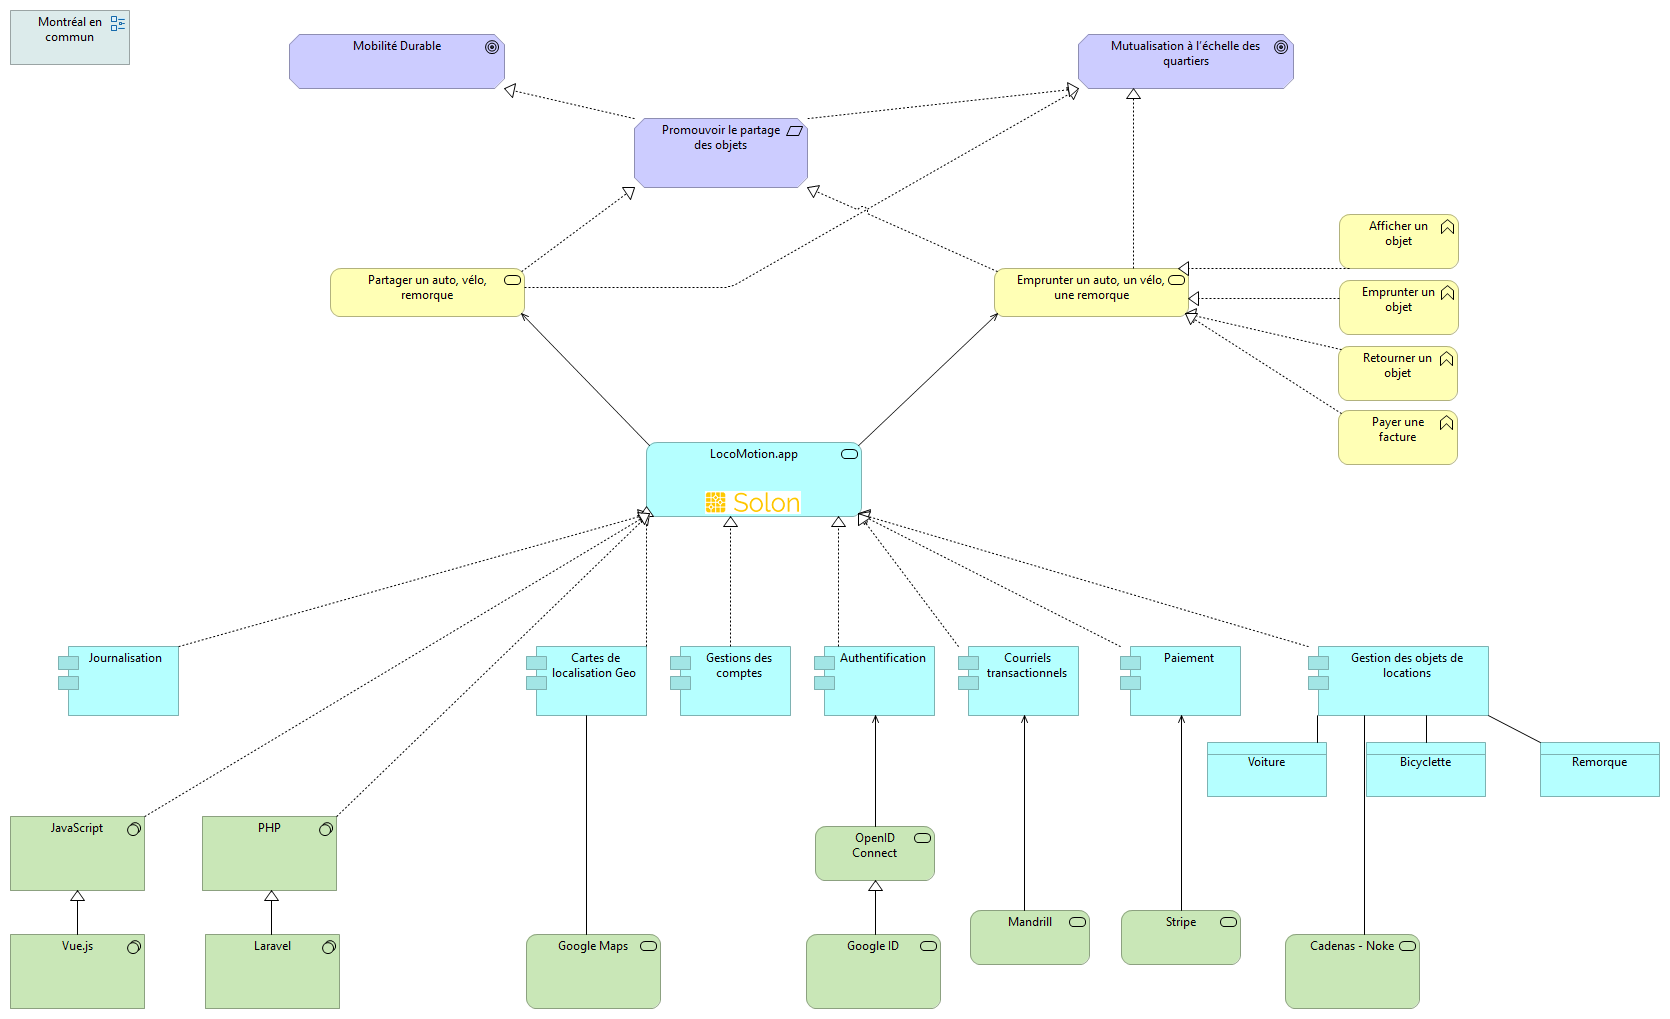 Montréal en
commun
Mobilité Durable
Mutualisation à l'échelle des
quartiers
Promouvoir le partage
des objets
Afficher un
objet
Partager un auto, vélo,
remorque
Emprunter un auto, un vélo,
une remorque
Emprunter un
objet
Retourner un
objet
Payer une
facture
LocoMotion.app
Solon
Journalisation
Cartes de
localisation Geo
Gestions des
comptes
Authentification
Courriels
transactionnels
Paiement
Gestion des objets de
locations
Voiture
Bicyclette
Remorque
JavaScript
PHP
OpenID
Connect
Mandrill
Stripe
Vue.js
Laravel
Google Maps
Google ID
Cadenas - Noke